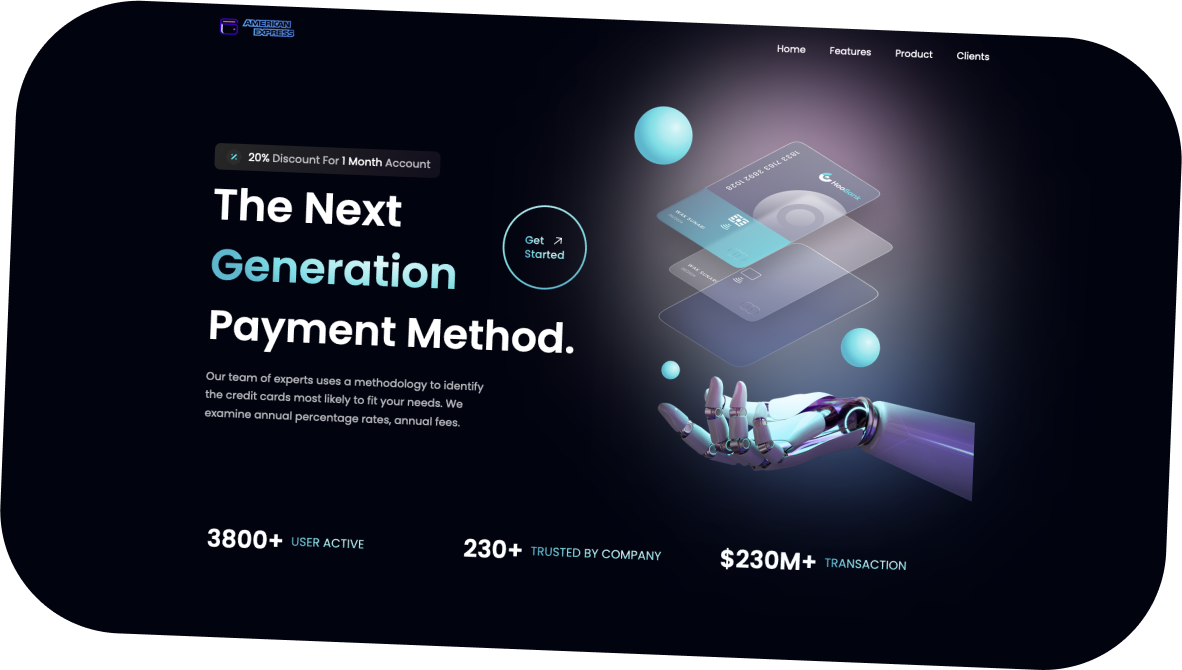 AMERICAN
EXPRESS
Home Features Product Clients
20% Discount For 1 Month Account
The Next
Generation
Payment Method.
Get
Started
Our team of experts uses a methodology to identify
the credit cards most likely to fit your needs. We
examine annual percentage rates, annual fees.
HooBank
3800+ USER ACTIVE
230+ TRUSTED BY COMPANY
$230M+ TRANSACTION